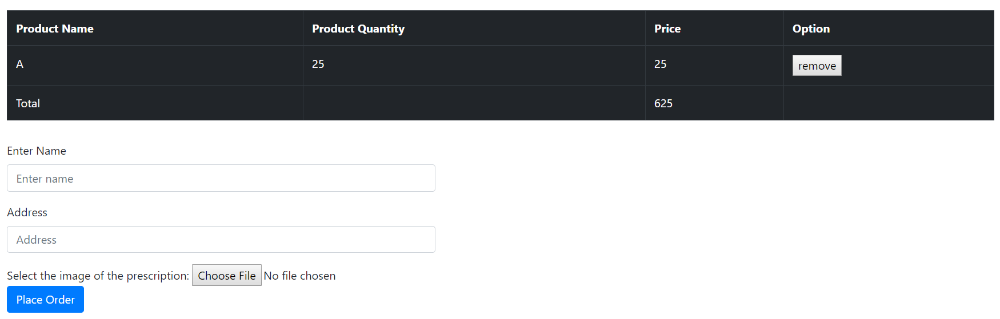 Product Name Product Quantity Price Option
A 25 25 remove
Total 625
Enter Name
Enter name
Address
Address
Select the image of the prescription: Choose File No file chosen
Place Order